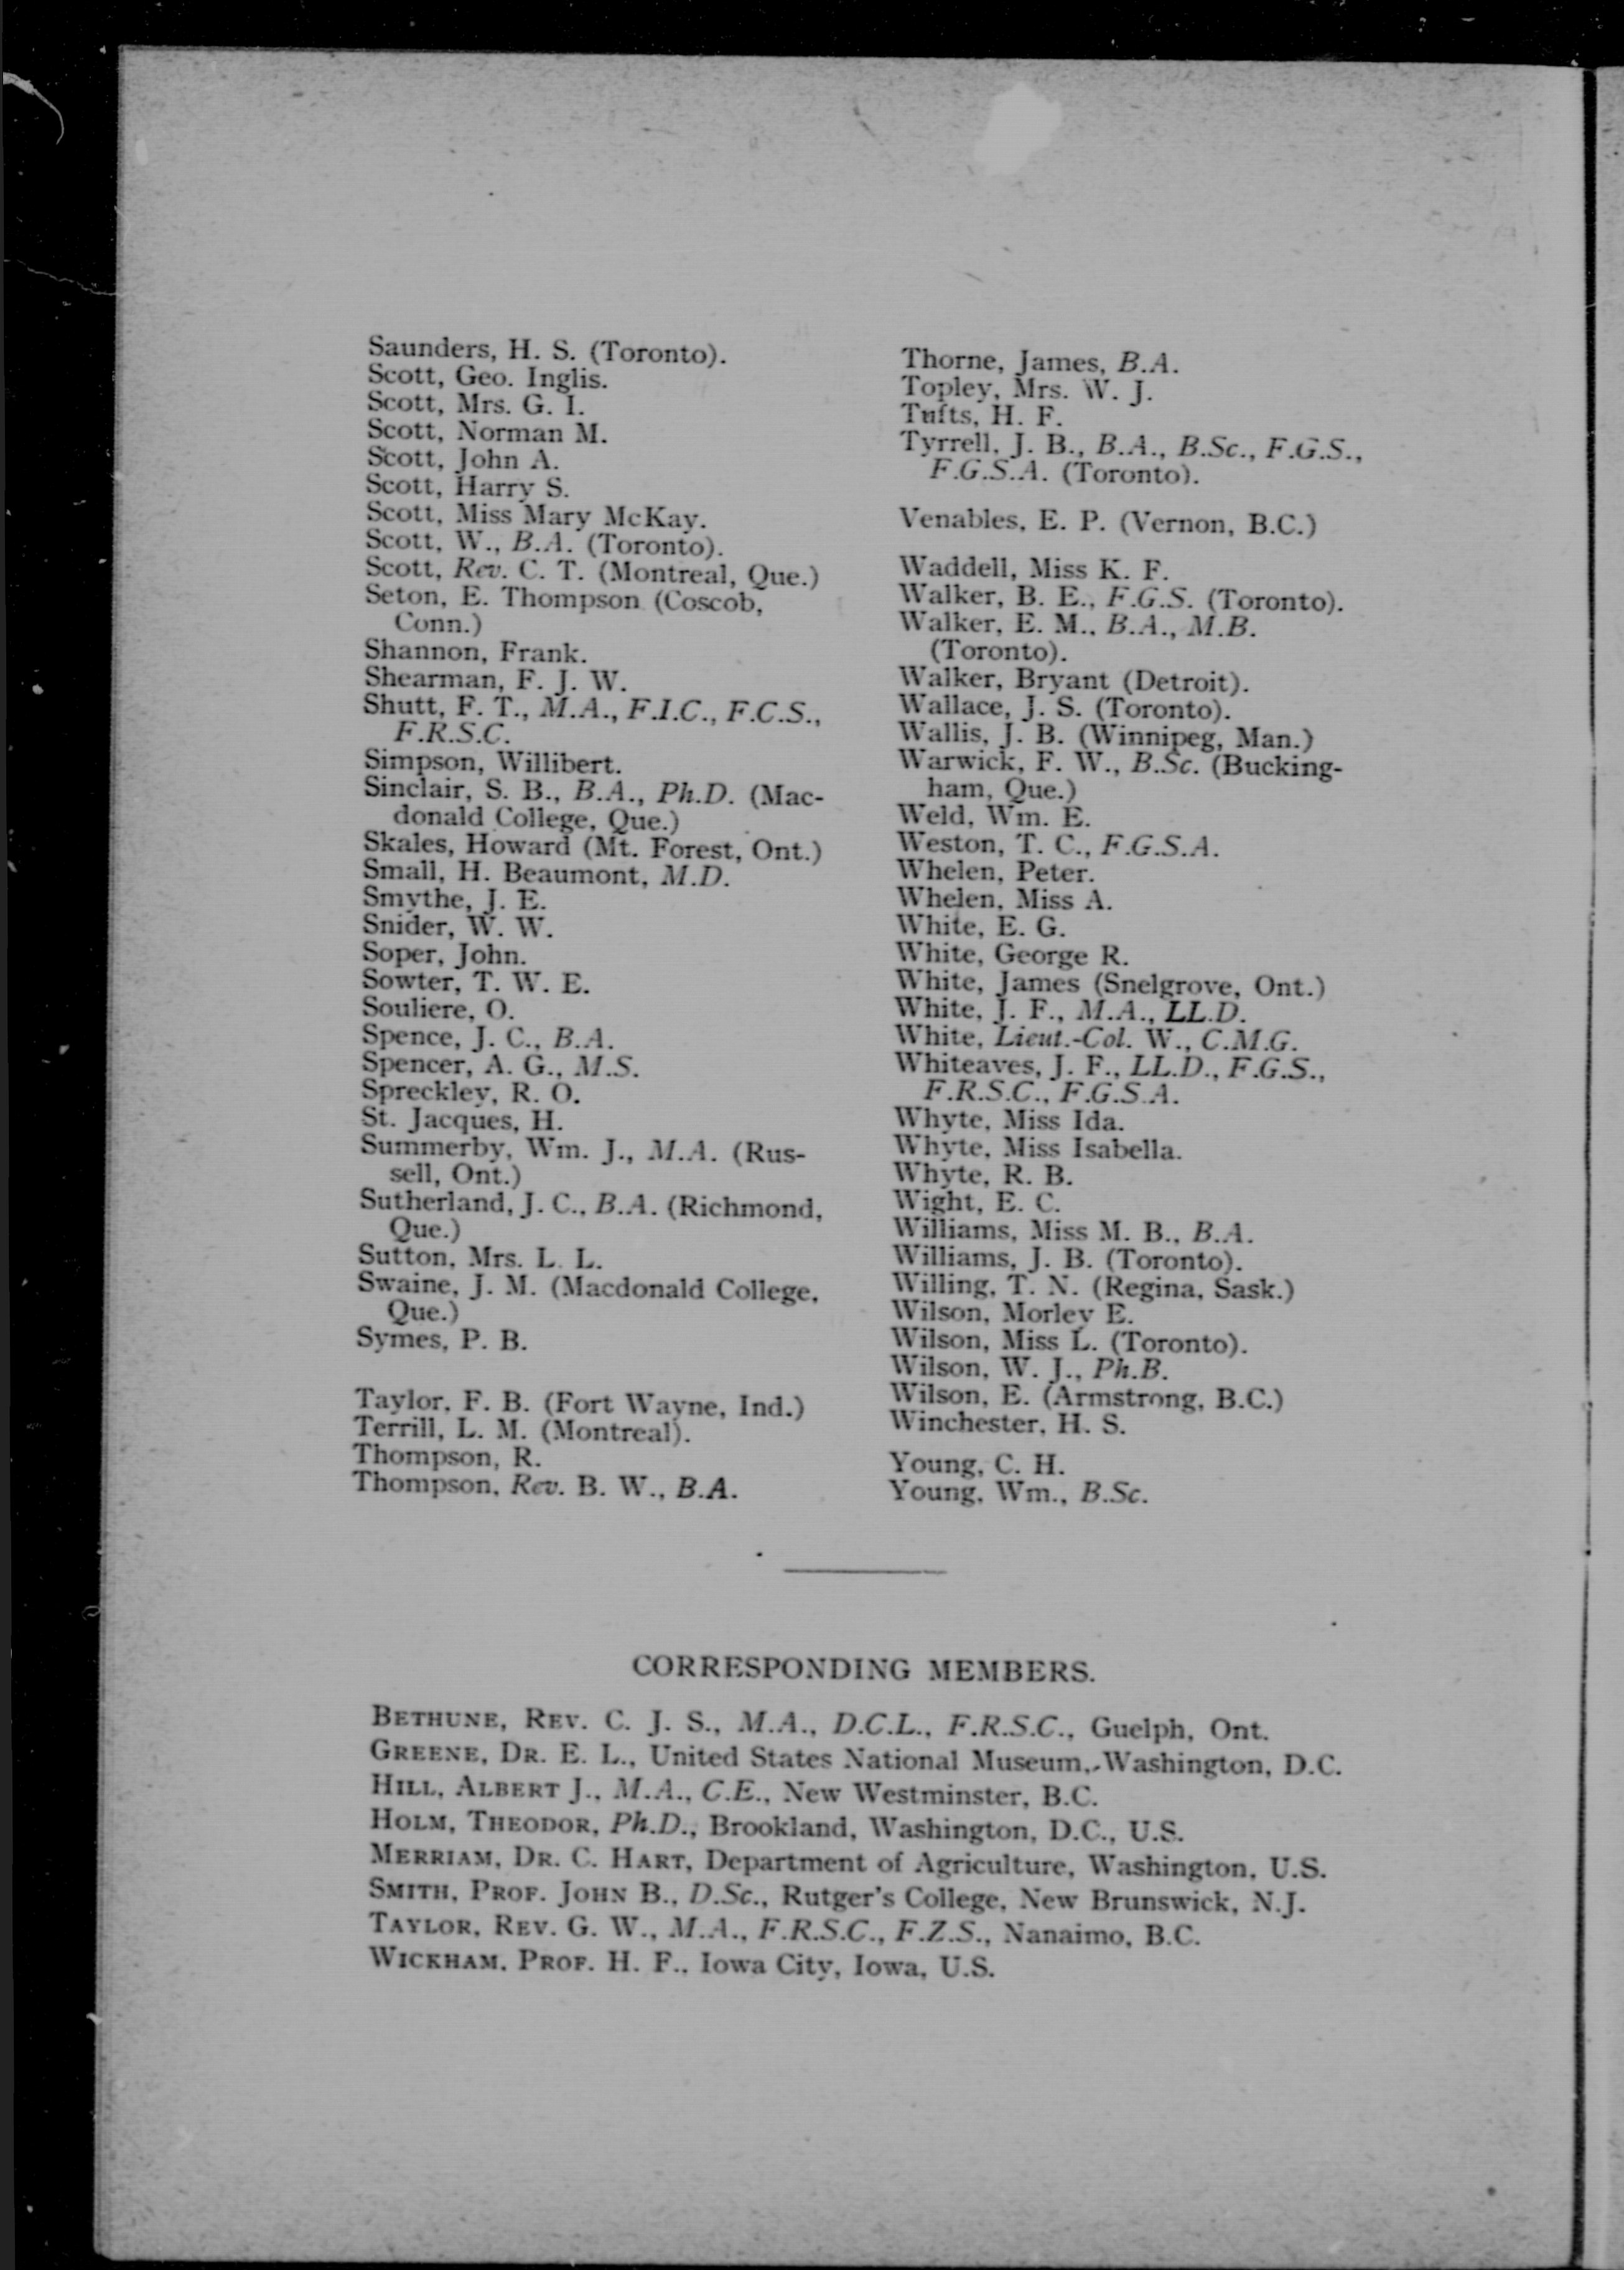 Saunders, H. S. (Toronto).
Scott, Geo. Inglis.
Scott, Mrs. G. I.
Scott, Norman M.
Scott, John A.
Scott, Harry S.
Scott, Miss Mary McKay.
Scott, W., B.A. (Toronto).
Scott, Rev. C. T. (Montreal, Que.)
Seton, E. Thompson (Coscob,
Conn.)
Shannon, Frank.
Shearman, F. J. W.
Shutt, F. T., M.A., F.I.C., F.C.S.,
F.R.S.C.
Simpson, Willibert.
Sinclair, S. B., B.A., Ph.D. (Mac-
donald College, Que.)
Skales, Howard (Mt. Forest, Ont.)
Small, H. Beaumont, M.D.
Smythe, J. E.
Snider, W. W.
Soper, John.
Sowter, T. W. E.
Souliere, O.
Spence, J. C., B.A.
Spencer, A. G., M.S.
Spreckley, R. O.
St. Jacques, H.
Summerby, Wm. J., M.A. (Rus-
sell, Ont.)
Sutherland, J. C., B.A. (Richmond,
Que.)
Sutton, Mrs. L. L.
Swaine, J. M. (Macdonald College,
Que.)
Symes, P. B.
Taylor, F. B. (Fort Wayne, Ind.)
Terrill, L. M. (Montreal).
Thompson, R.
Thompson, Rev. B. W., B.A.
Thorne, James, B.A.
Topley, Mrs. W. J.
Tufts, H. F.
Tyrrell, J. B., B.A., B.Sc., F.G.S.,
F.G.S.A. (Toronto).
Venables, E. P. (Vernon, B.C.)
Waddell, Miss K. F.
Walker, B. E., F.G.S. (Toronto).
Walker, E. M., B.A., M.B.
(Toronto).
Walker, Bryant (Detroit).
Wallace, J. S. (Toronto).
Wallis, J. B. (Winnipeg, Man.)
Warwick, F. W., B.Sc. (Bucking-
ham, Que.)
Weld, Wm. E.
Weston, T. C., F.G.S.A.
Whelen, Peter.
Whelen, Miss A.
White, E. G.
White, George R.
White, James (Snelgrove, Ont.)
White, J. F., M.A., LL.D.
White, Lieut.-Col. W., C.M.G.
Whiteaves, J. F., LL.D., F.G.S.,
F.R.S.C., F.G.S.A.
Whyte, Miss Ida.
Whyte, Miss Isabella.
Whyte, R. B.
Wight, E. C.
Williams, Miss M. B., B.A.
Williams, J. B. (Toronto).
Willing, T. N. (Regina, Sask.)
Wilson, Morley E.
Wilson, Miss L. (Toronto).
Wilson, W. J., Ph.B.
Wilson, E. (Armstrong, B.C.)
Winchester, H. S.
Young, C. H.
Young, Wm., B.Sc.
CORRESPONDING MEMBERS.
BETHUNE, REV. C. J. S., M.A., D.C.L., F.R.S.C., Guelph, Ont.
GREENE, DR. E. L., United States National Museum, Washington, D.C.
HILL, ALBERT J., M.A., C.E., New Westminster, B.C.
HOLM, THEODOR, Ph.D., Brookland, Washington, D.C., U.S.
MERRIAM, DR. C. HART, Department of Agriculture, Washington, U.S.
SMITH, PROF. JOHN B., D.Sc., Rutger's College, New Brunswick, N.J.
TAYLOR, REV. G. W., M.A., F.R.S.C., F.Z.S., Nanaimo, B.C.
WICKHAM, PROF. H. F., Iowa City, Iowa, U.S.